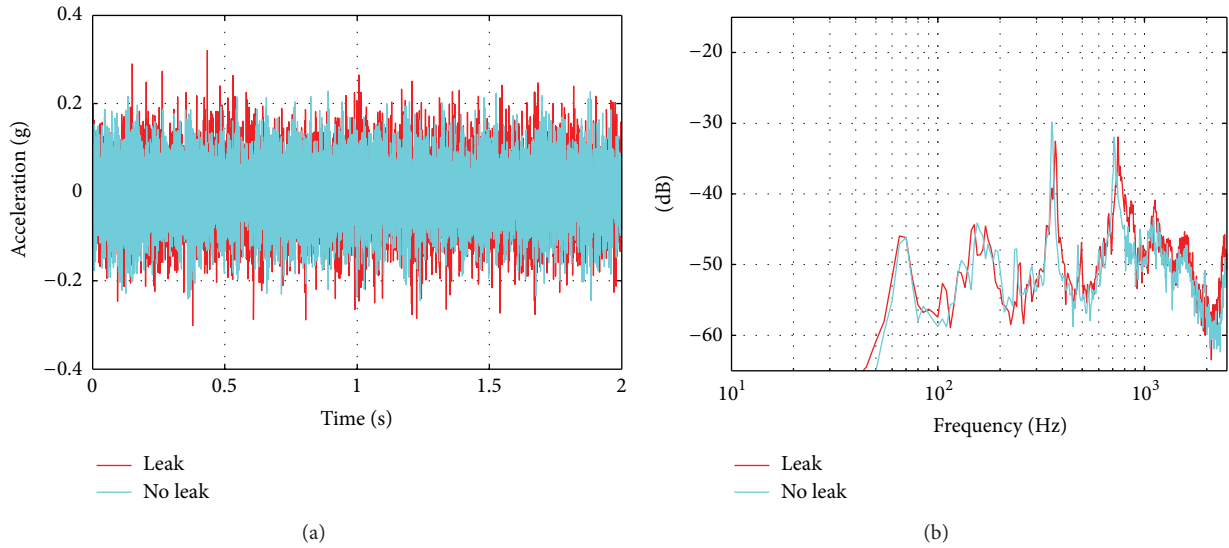 Acceleration (g)
0.4
0.2
0
−0.2
−0.4
0 0.5 1 1.5 2
Time (s)
Leak
No leak
(a)
(dB)
−20
−30
−40
−50
−60
10^1 10^2 10^3
Frequency (Hz)
Leak
No leak
(b)